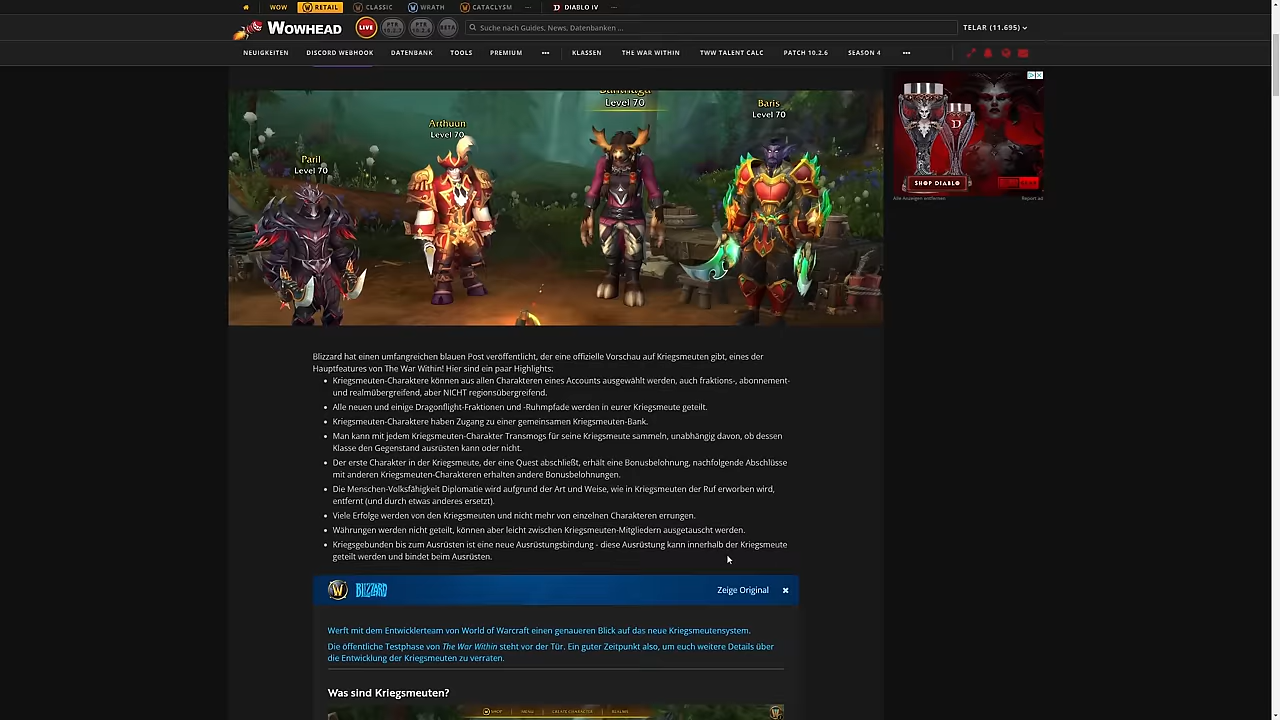 WOW RETAIL CLASSIC WRATH CATACLYSM ... DIABLO IV ...
WOWHEAD LIVE PTR PTR BETA Suche nach Guides, News, Datenbanken ... TELAR (11.695)
NEUIGKEITEN DISCORD WEBHOOK DATENBANK TOOLS PREMIUM ••• KLASSEN THE WAR WITHIN TWW TALENT CALC PATCH 10.2.6 SEASON 4 •••
Level 70
Baris
Level 70
Arthuun
Level 70
Paril
Level 70
SHOP DIABLO
Alle Anzeigen entfernen Report ad
Blizzard hat einen umfangreichen blauen Post veröffentlicht, der eine offizielle Vorschau auf Kriegsmeuten gibt, eines der
Hauptfeatures von The War Within! Hier sind ein paar Highlights:
• Kriegsmeuten-Charaktere können aus allen Charakteren eines Accounts ausgewählt werden, auch fraktions-, abonnement-
und realmübergreifend, aber NICHT regionsübergreifend.
• Alle neuen und einige Dragonflight-Fraktionen und -Ruhmpfade werden in eurer Kriegsmeute geteilt.
• Kriegsmeuten-Charaktere haben Zugang zu einer gemeinsamen Kriegsmeuten-Bank.
• Man kann mit jedem Kriegsmeuten-Charakter Transmogs für seine Kriegsmeute sammeln, unabhängig davon, ob dessen
Klasse den Gegenstand ausrüsten kann oder nicht.
• Der erste Charakter in der Kriegsmeute, der eine Quest abschließt, erhält eine Bonusbelohnung, nachfolgende Abschlüsse
mit anderen Kriegsmeuten-Charakteren erhalten andere Bonusbelohnungen.
• Die Menschen-Volksfähigkeit Diplomatie wird aufgrund der Art und Weise, wie in Kriegsmeuten der Ruf erworben wird,
entfernt (und durch etwas anderes ersetzt).
• Viele Erfolge werden von den Kriegsmeuten und nicht mehr von einzelnen Charakteren errungen.
• Währungen werden nicht geteilt, können aber leicht zwischen Kriegsmeuten-Mitgliedern ausgetauscht werden.
• Kriegsgebunden bis zum Ausrüsten ist eine neue Ausrüstungsbindung - diese Ausrüstung kann innerhalb der Kriegsmeute
geteilt werden und bindet beim Ausrüsten.
BLIZZARD Zeige Original
Werft mit dem Entwicklerteam von World of Warcraft einen genaueren Blick auf das neue Kriegsmeutensystem.
Die öffentliche Testphase von The War Within steht vor der Tür. Ein guter Zeitpunkt also, um euch weitere Details über
die Entwicklung der Kriegsmeuten zu verraten.
Was sind Kriegsmeuten?
SHOP MENU CREATE CHARACTER REALMS